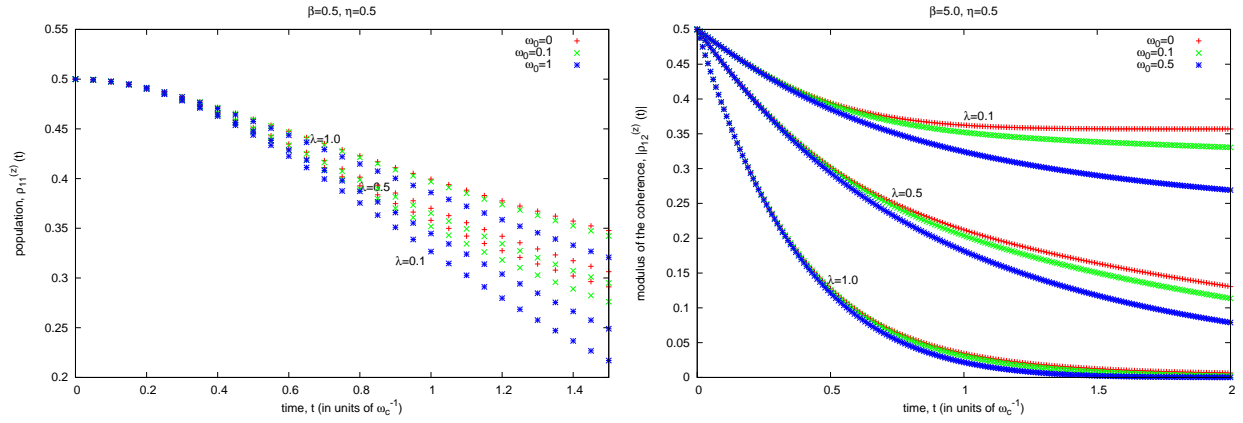 β=0.5, η=0.5
population, ρ₁₁⁽ᶻ⁾ (t)
0.55
0.5
0.45
0.4
0.35
0.3
0.25
0.2
ω₀=0
ω₀=0.1
ω₀=1
λ=1.0
λ=0.5
λ=0.1
0.0
0.2
0.4
0.6
0.8
1
1.2
1.4
time, t (in units of ω_c⁻¹)
β=5.0, η=0.5
modulus of the coherence, |ρ₁₂⁽ᶻ⁾ (t)|
0.5
0.45
0.4
0.35
0.3
0.25
0.2
0.15
0.1
0.05
0
ω₀=0
ω₀=0.1
ω₀=0.5
λ=0.1
λ=0.5
λ=1.0
0
0.5
1
1.5
2
time, t (in units of ω_c⁻¹)